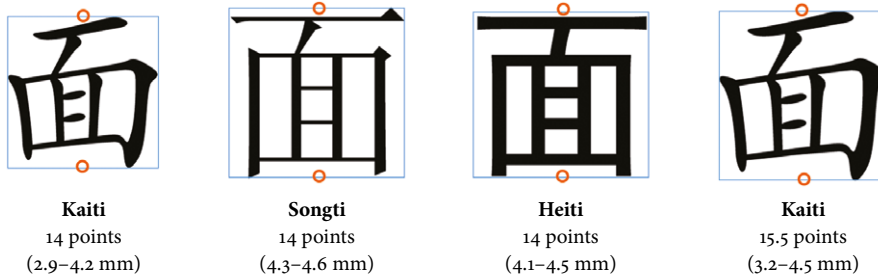 面 面 面 面
Kaiti Songti Heiti Kaiti
14 points 14 points 14 points 15.5 points
(2.9–4.2 mm) (4.3–4.6 mm) (4.1–4.5 mm) (3.2–4.5 mm)